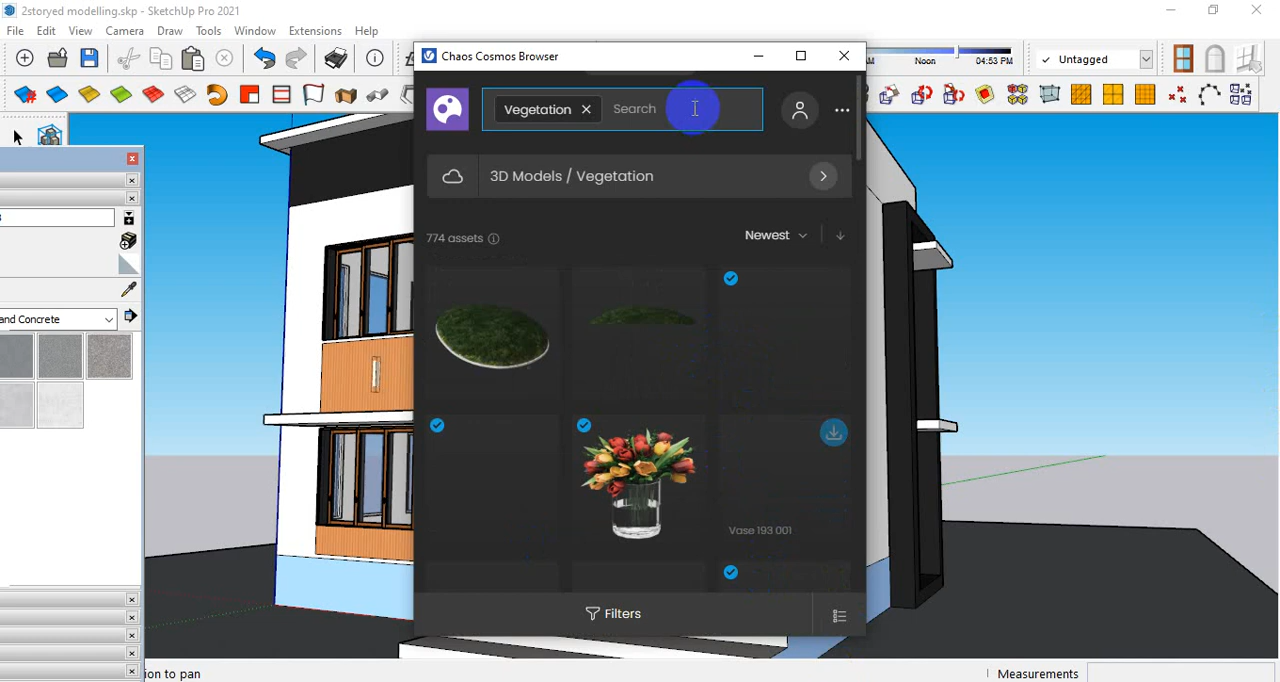 2storyed modelling.skp - SketchUp Pro 2021
File Edit View Camera Draw Tools Window Extensions Help
Chaos Cosmos Browser
Noon 04:53 PM
Untagged
Vegetation
Search
3D Models / Vegetation
774 assets
Newest
and Concrete
Vase 193 001
Filters
ion to pan
Measurements